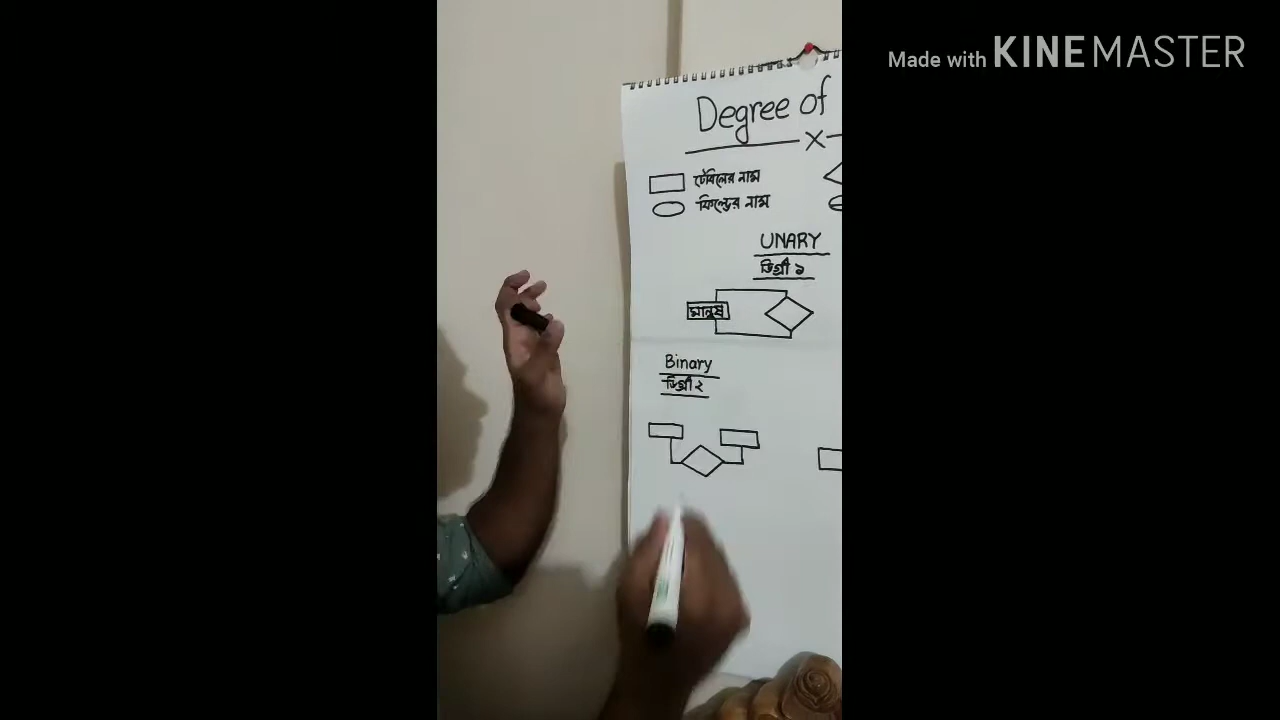 Made with KINEMASTER
Degree of
টেবিলের নাম
ফিল্ডের নাম
UNARY
ডিগ্রী ১
মানুষ
Binary
ডিগ্রী ২